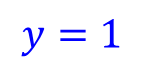 y = 1